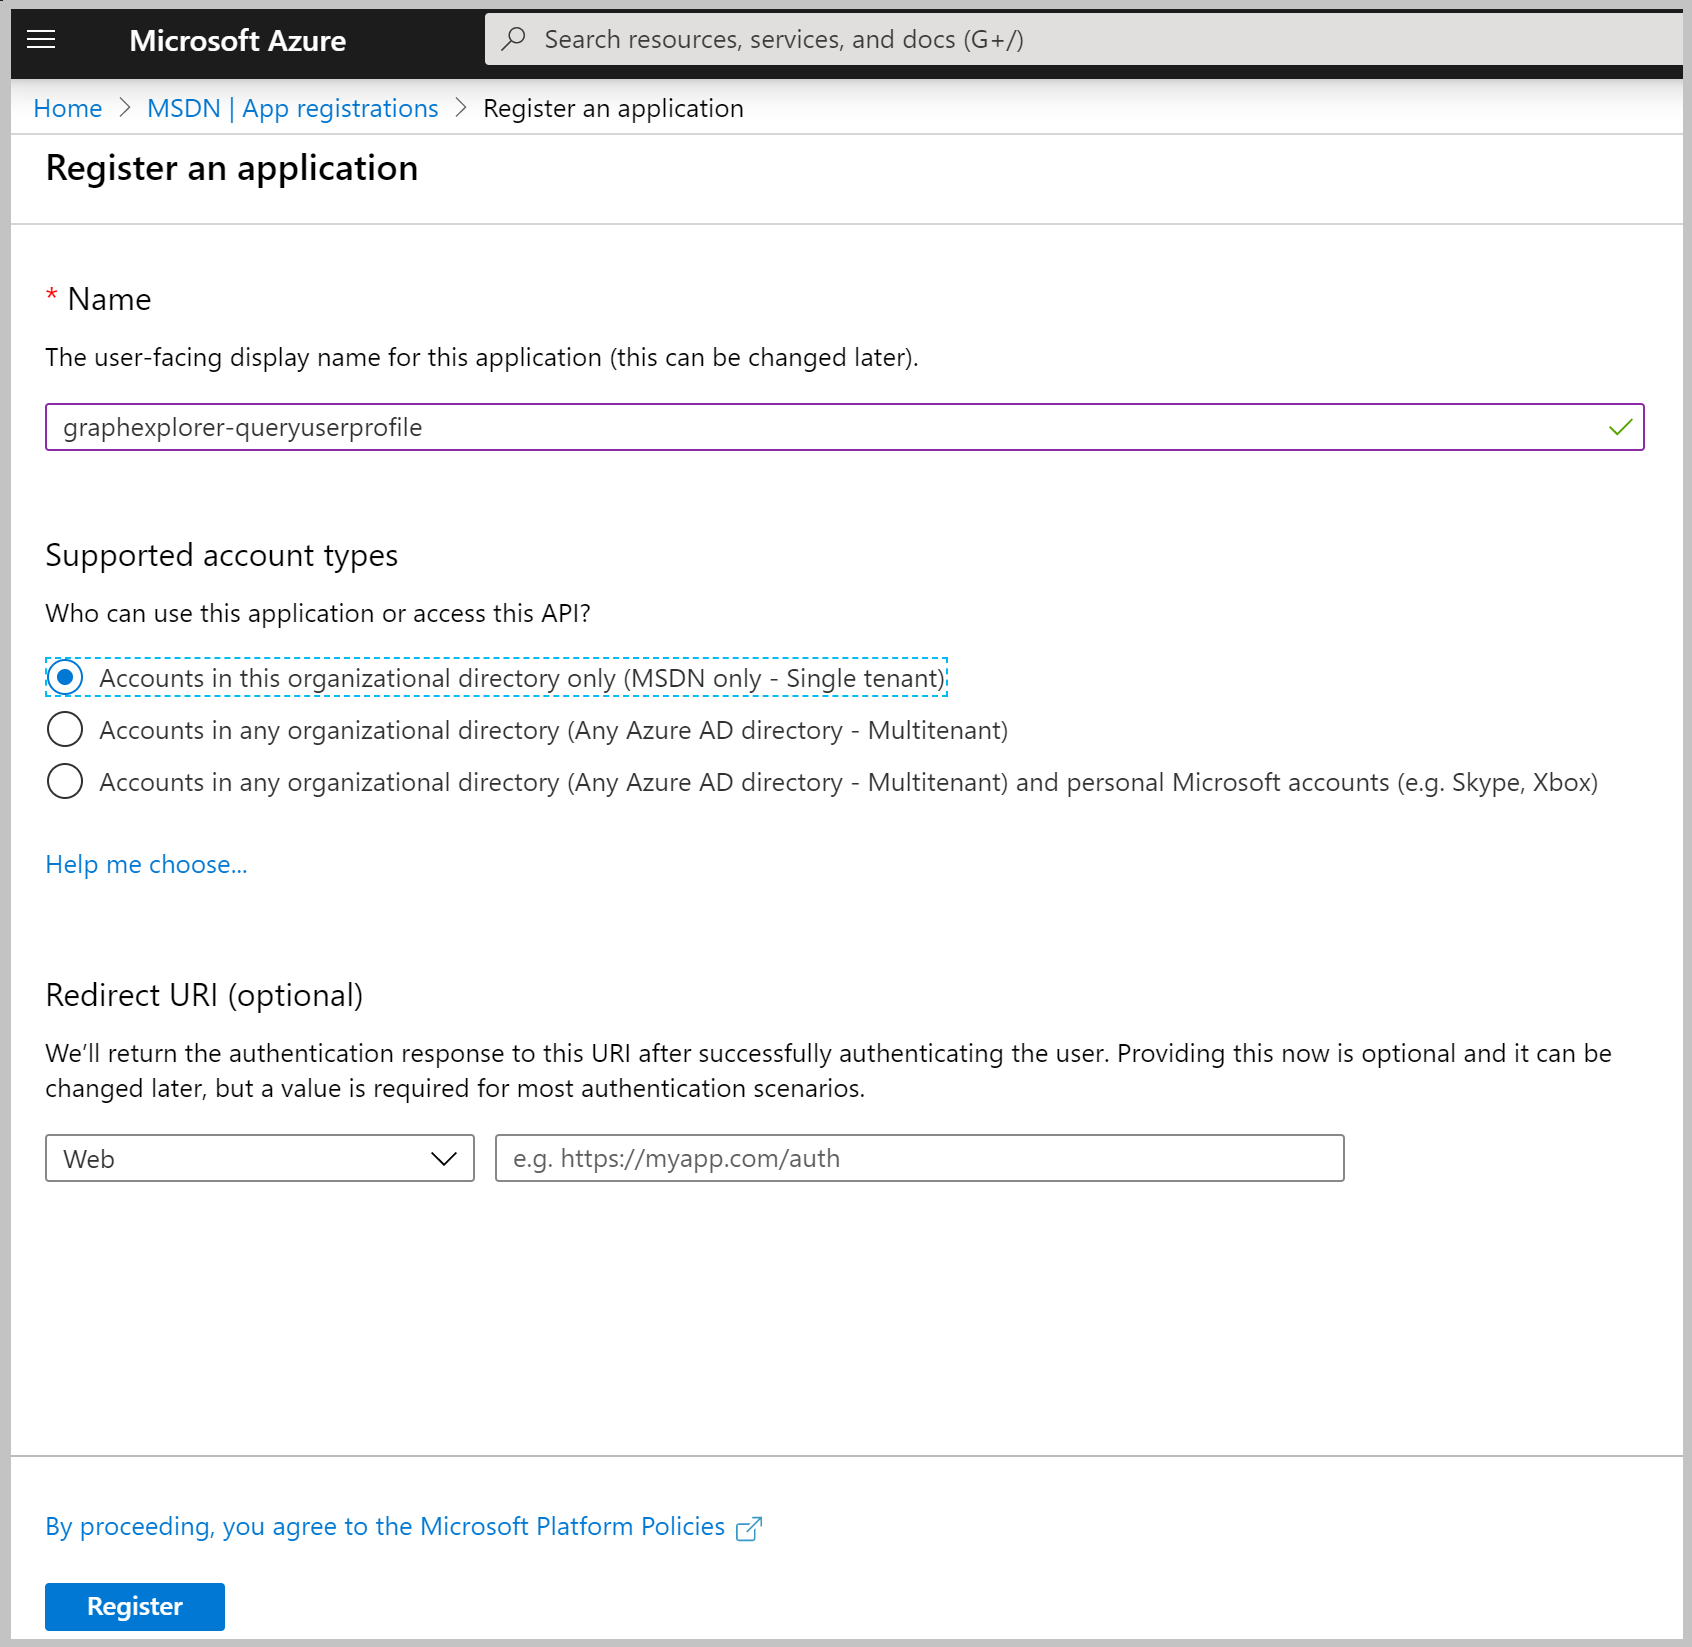 Microsoft Azure
Search resources, services, and docs (G+/)
Home > MSDN | App registrations > Register an application
Register an application
* Name
The user-facing display name for this application (this can be changed later).
graphexplorer-queryuserprofile
Supported account types
Who can use this application or access this API?
Accounts in this organizational directory only (MSDN only - Single tenant)
Accounts in any organizational directory (Any Azure AD directory - Multitenant)
Accounts in any organizational directory (Any Azure AD directory - Multitenant) and personal Microsoft accounts (e.g. Skype, Xbox)
Help me choose...
Redirect URI (optional)
We’ll return the authentication response to this URI after successfully authenticating the user. Providing this now is optional and it can be
changed later, but a value is required for most authentication scenarios.
Web
e.g. https://myapp.com/auth
By proceeding, you agree to the Microsoft Platform Policies
Register